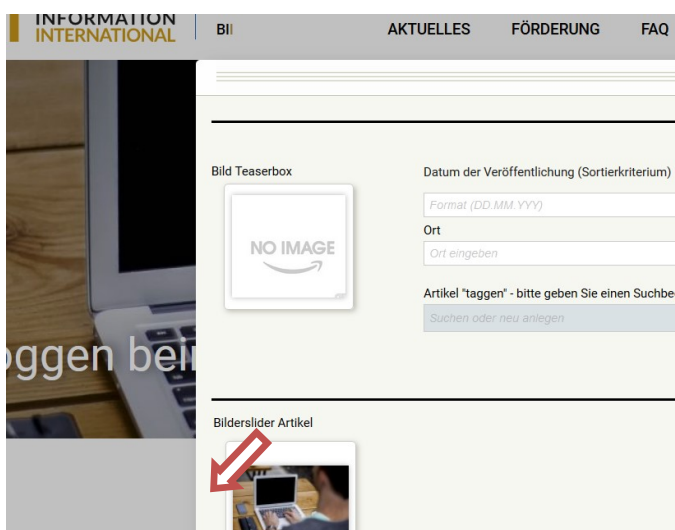 INFORMATION
INTERNATIONAL
BI
AKTUELLES FÖRDERUNG FAQ
Bild Teaserbox
Datum der Veröffentlichung (Sortierkriterium)
NO IMAGE
Format (DD.MM.YYY)
Ort
Ort eingeben
Artikel "taggen" - bitte geben Sie einen Suchbe
Suchen oder neu anlegen
oggen bei
Bilderslider Artikel